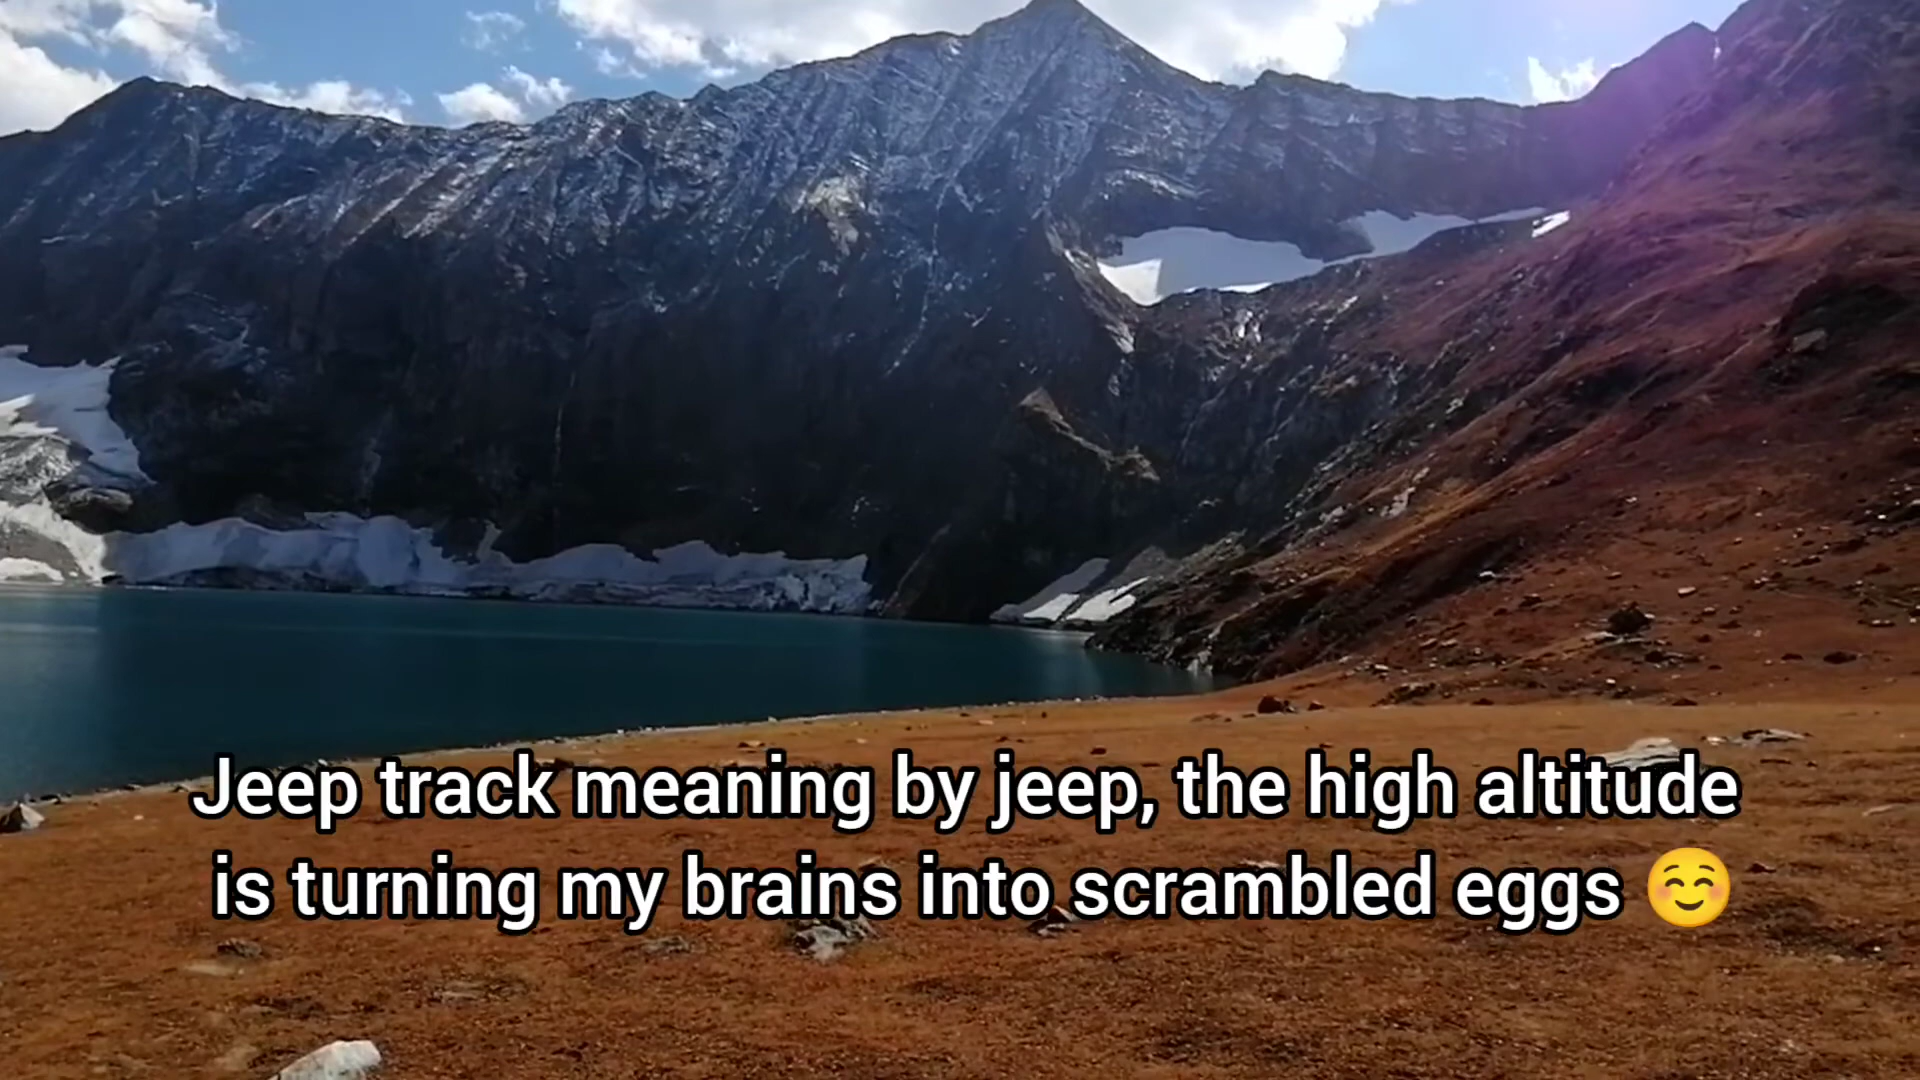 Jeep track meaning by jeep, the high altitude
is turning my brains into scrambled eggs ☺️